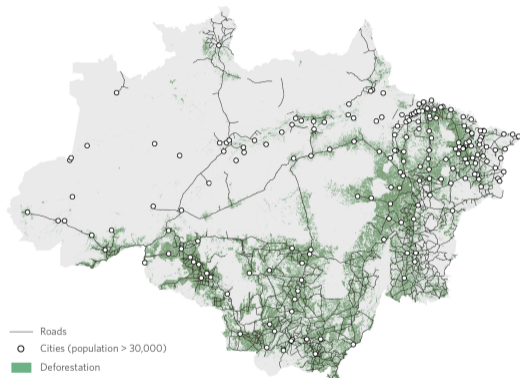 Roads
Cities (population > 30,000)
Deforestation